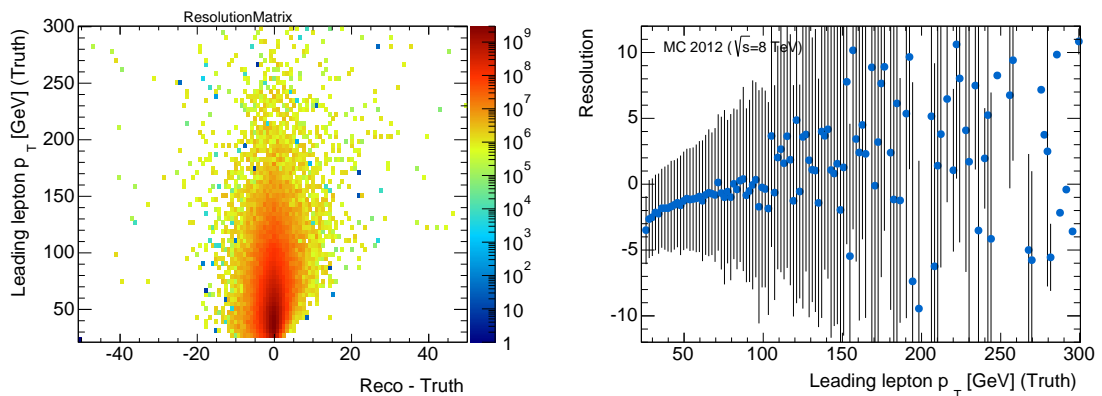 ResolutionMatrix
Leading lepton p_T [GeV] (Truth)
300
250
200
150
100
50
-40 -20 0 20 40
Reco - Truth
10^9
10^8
10^7
10^6
10^5
10^4
10^3
10^2
10
1
MC 2012 (√s=8 TeV)
Resolution
10
5
0
-5
-10
50 100 150 200 250 300
Leading lepton p_T [GeV] (Truth)